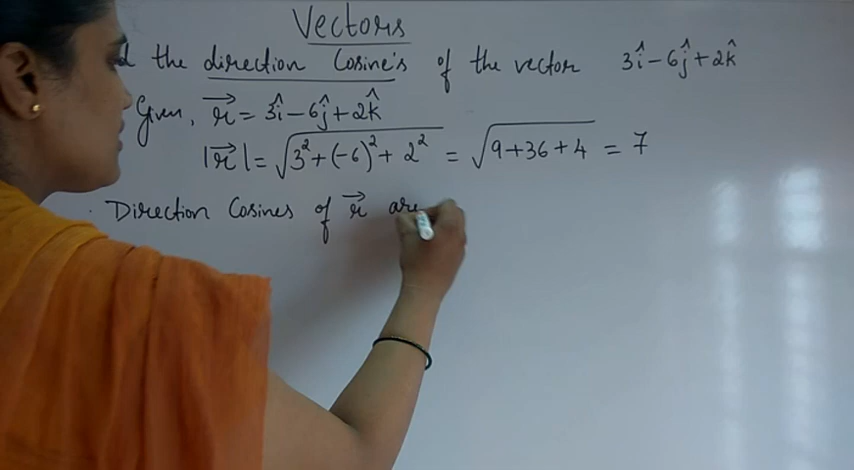 Vectors
the direction Cosine's of the vector 3î − 6ĵ + 2k̂
Given, r⃗ = 3î − 6ĵ + 2k̂
|r⃗| = √(3² + (−6)² + 2²) = √(9 + 36 + 4) = 7
Direction Cosines of r⃗ are